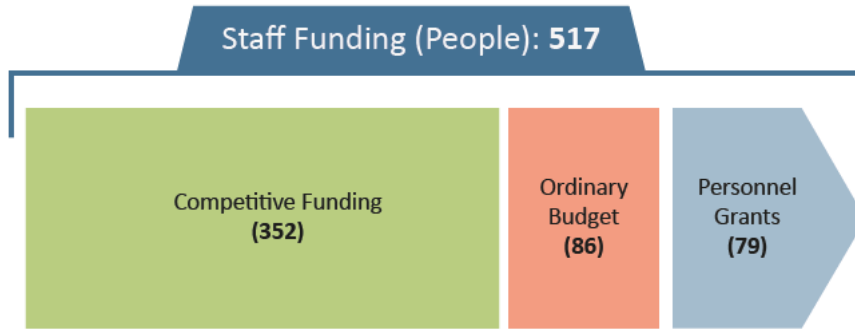 Staff Funding (People): 517
Competitive Funding
(352)
Ordinary
Budget
(86)
Personnel
Grants
(79)